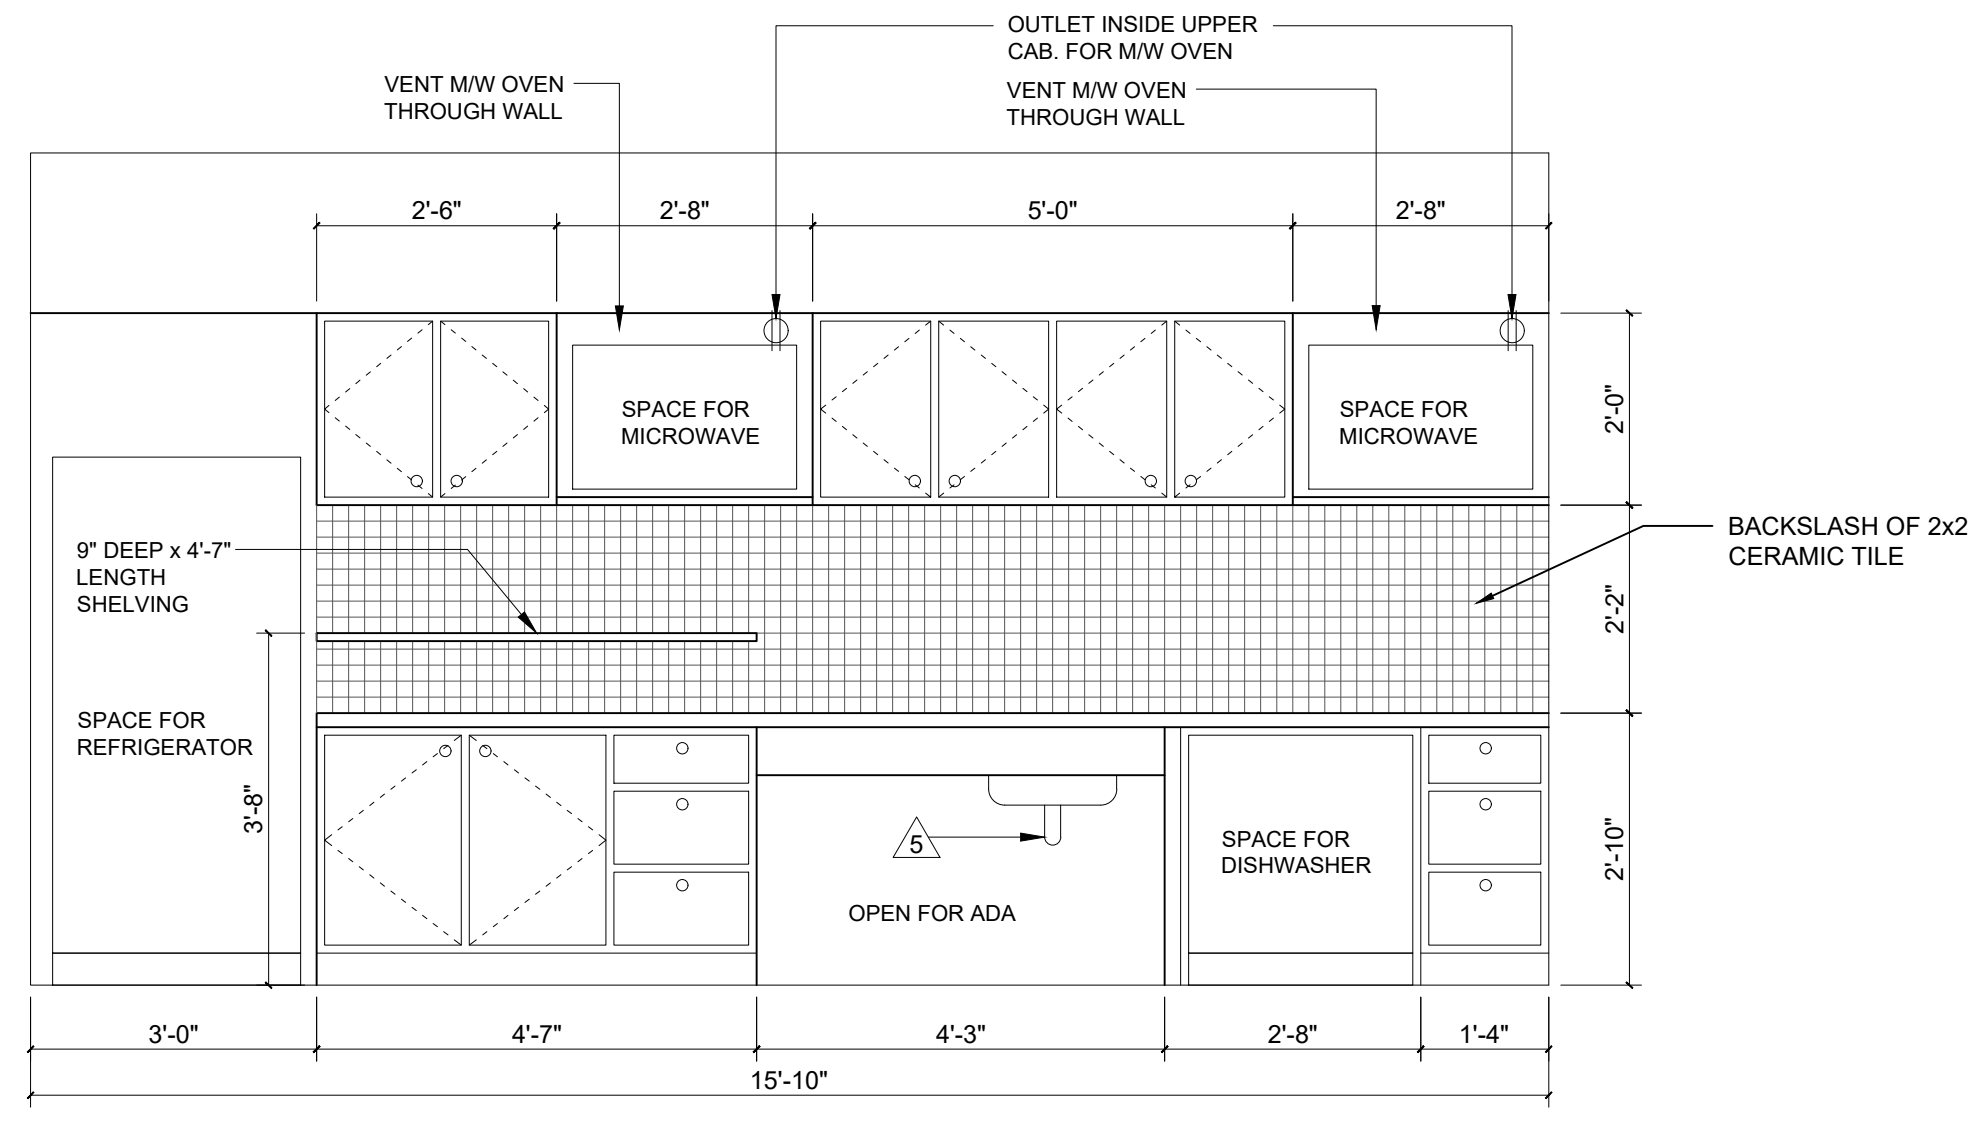 OUTLET INSIDE UPPER
CAB. FOR M/W OVEN
VENT M/W OVEN
THROUGH WALL
VENT M/W OVEN
THROUGH WALL
2'-6"
2'-8"
5'-0"
2'-8"
SPACE FOR
MICROWAVE
SPACE FOR
MICROWAVE
2'-0"
9" DEEP x 4'-7"
LENGTH
SHELVING
BACKSLASH OF 2x2
CERAMIC TILE
2'-2"
SPACE FOR
REFRIGERATOR
3'-8"
5
OPEN FOR ADA
SPACE FOR
DISHWASHER
2'-10"
3'-0"
4'-7"
4'-3"
2'-8"
1'-4"
15'-10"